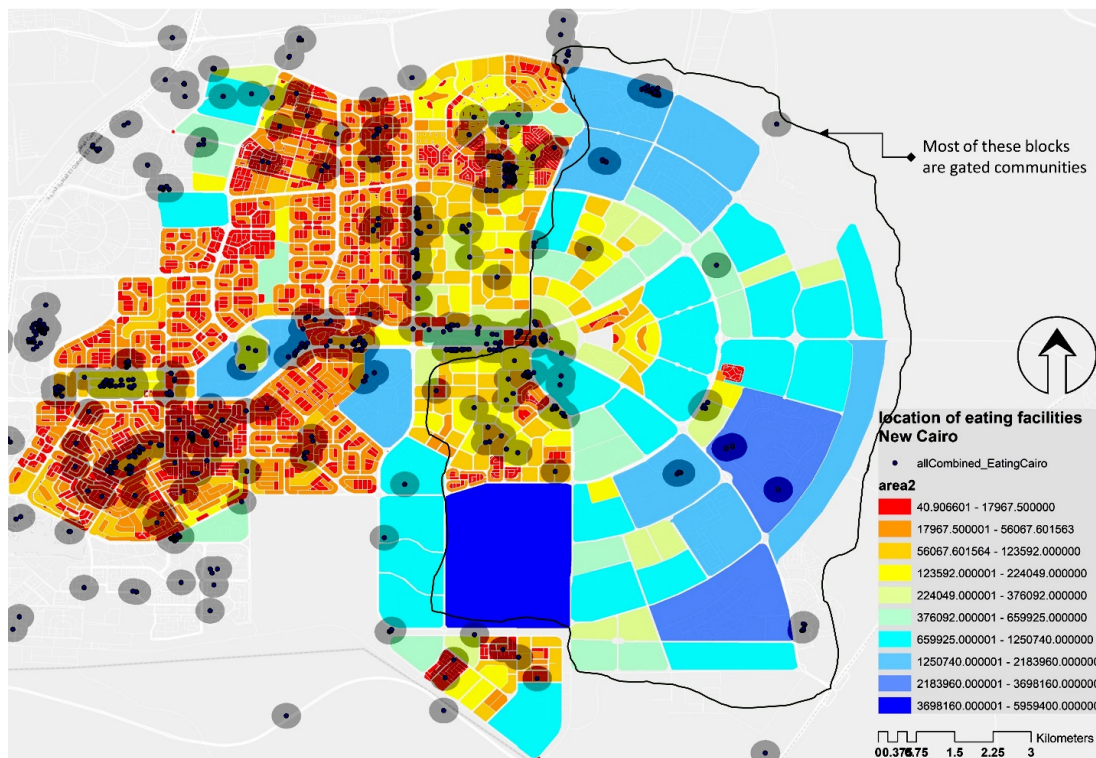 Most of these blocks
are gated communities
location of eating facilities
New Cairo
allCombined_EatingCairo
area2
40.906601 - 17967.500000
17967.500001 - 56067.601563
56067.601564 - 123592.000000
123592.000001 - 224049.000000
224049.000001 - 376092.000000
376092.000001 - 659925.000000
659925.000001 - 1250740.000000
1250740.000001 - 2183960.000000
2183960.000001 - 3698160.000000
3698160.000001 - 5959400.000000
Kilometers
1.5 2.25 3